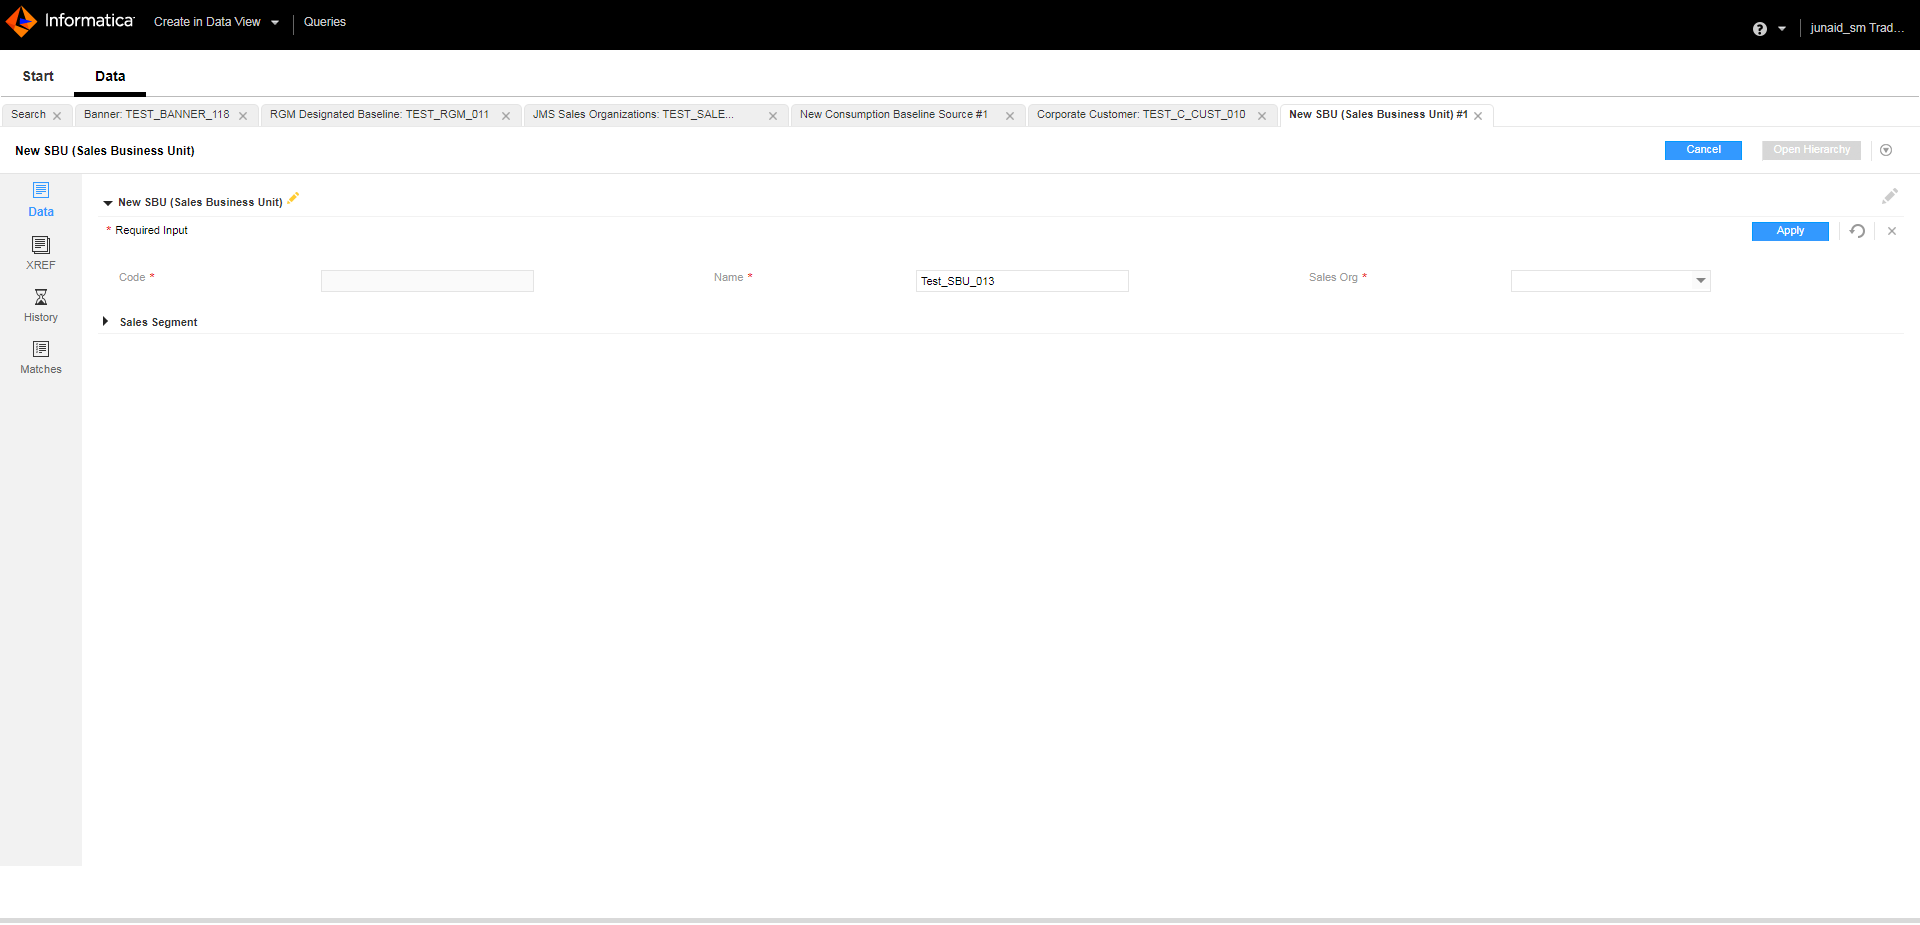 Informatica Create in Data View Queries junaid_sm Trad...
Start Data
Search Banner: TEST_BANNER_118 RGM Designated Baseline: TEST_RGM_011 JMS Sales Organizations: TEST_SALE... New Consumption Baseline Source #1 Corporate Customer: TEST_C_CUST_010 New SBU (Sales Business Unit) #1
New SBU (Sales Business Unit) Cancel Open Hierarchy
Data
XREF
History
Matches
New SBU (Sales Business Unit)
* Required Input Apply
Code * Name * Test_SBU_013 Sales Org *
Sales Segment